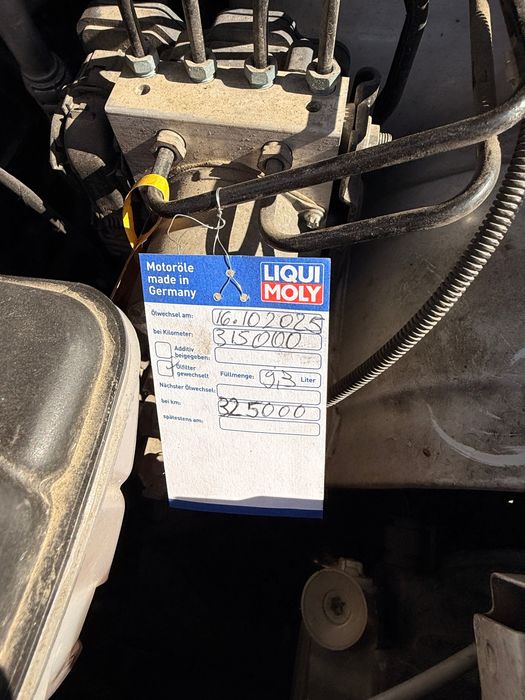 Motoröle
made in
Germany
LIQUI
MOLY
Ölwechsel am: 16.10.2025
bei Kilometer: 315000
Additiv
beigegeben:
Ölfilter
gewechselt
Füllmenge: 9,3 Liter
Nächster Ölwechsel:
bei km: 325000
spätestens am: